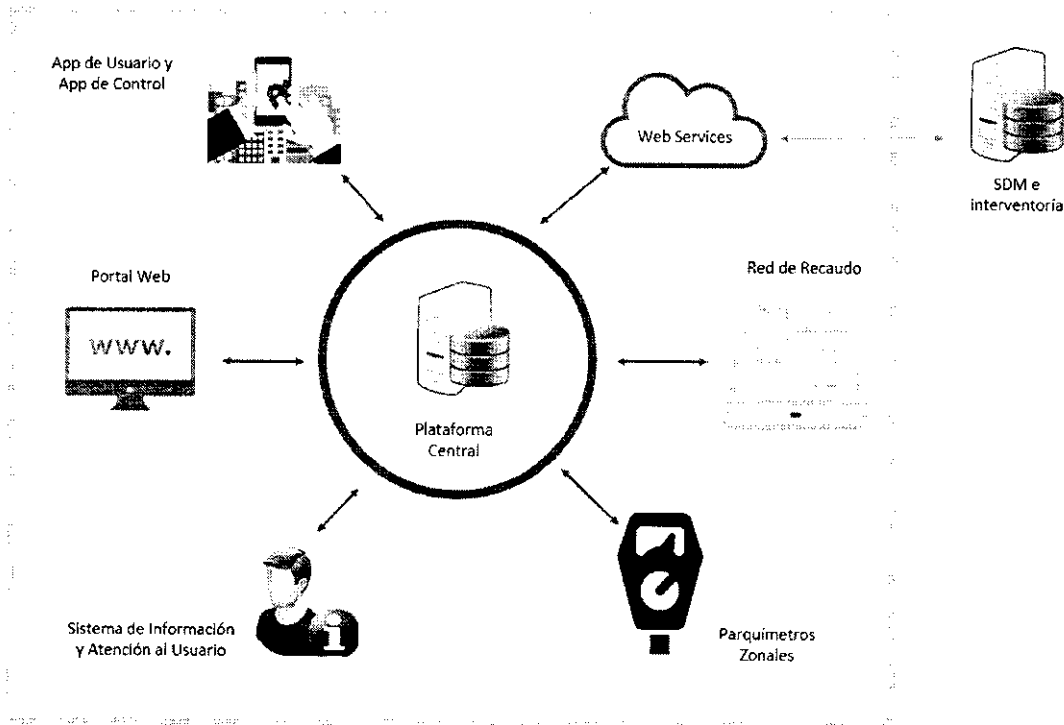 App de Usuario y
App de Control
Web Services
SDM e
interventoría
Portal Web
www.
Red de Recaudo
Plataforma
Central
Sistema de Información
y Atención al Usuario
i
Parquímetros
Zonales